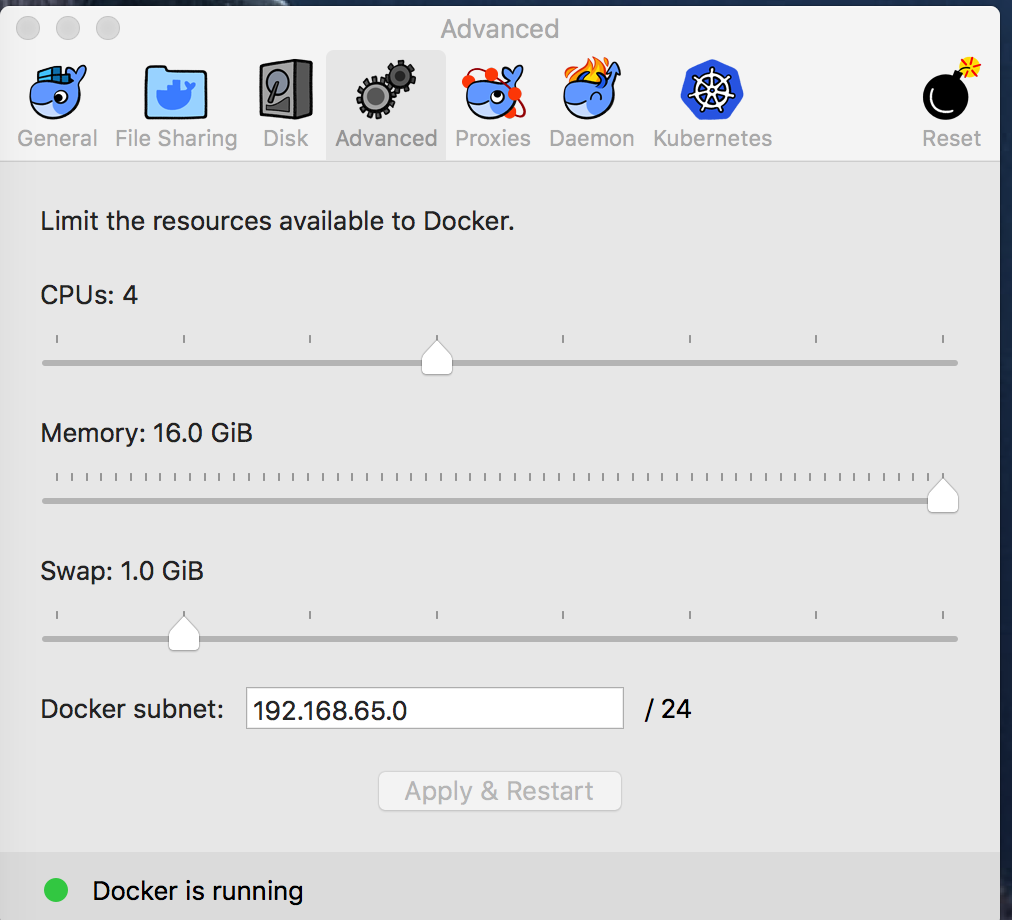 Advanced
General File Sharing Disk Advanced Proxies Daemon Kubernetes Reset
Limit the resources available to Docker.
CPUs: 4
Memory: 16.0 GiB
Swap: 1.0 GiB
Docker subnet: 192.168.65.0 / 24
Apply & Restart
Docker is running